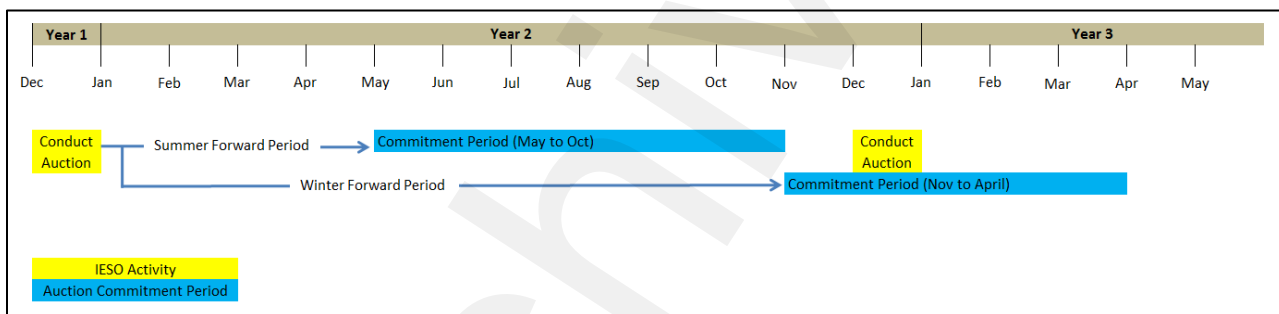 Year 1 Year 2 Year 3
Dec Jan Feb Mar Apr May Jun Jul Aug Sep Oct Nov Dec Jan Feb Mar Apr May
Conduct
Auction
Summer Forward Period
Commitment Period (May to Oct)
Conduct
Auction
Winter Forward Period
Commitment Period (Nov to April)
IESO Activity
Auction Commitment Period